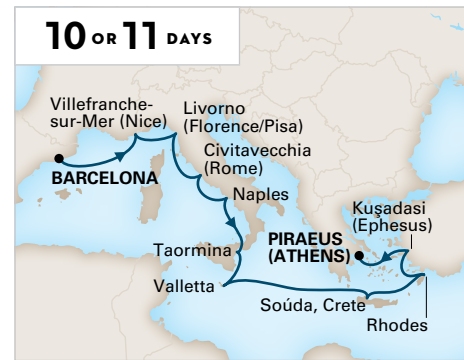 10 OR 11 DAYS
Villefranche-
sur-Mer (Nice)
Livorno
(Florence/Pisa)
Civitavecchia
(Rome)
BARCELONA
Naples
Kuşadasi
(Ephesus)
PIRAEUS
(ATHENS)
Taormina
Valletta
Soúda, Crete
Rhodes